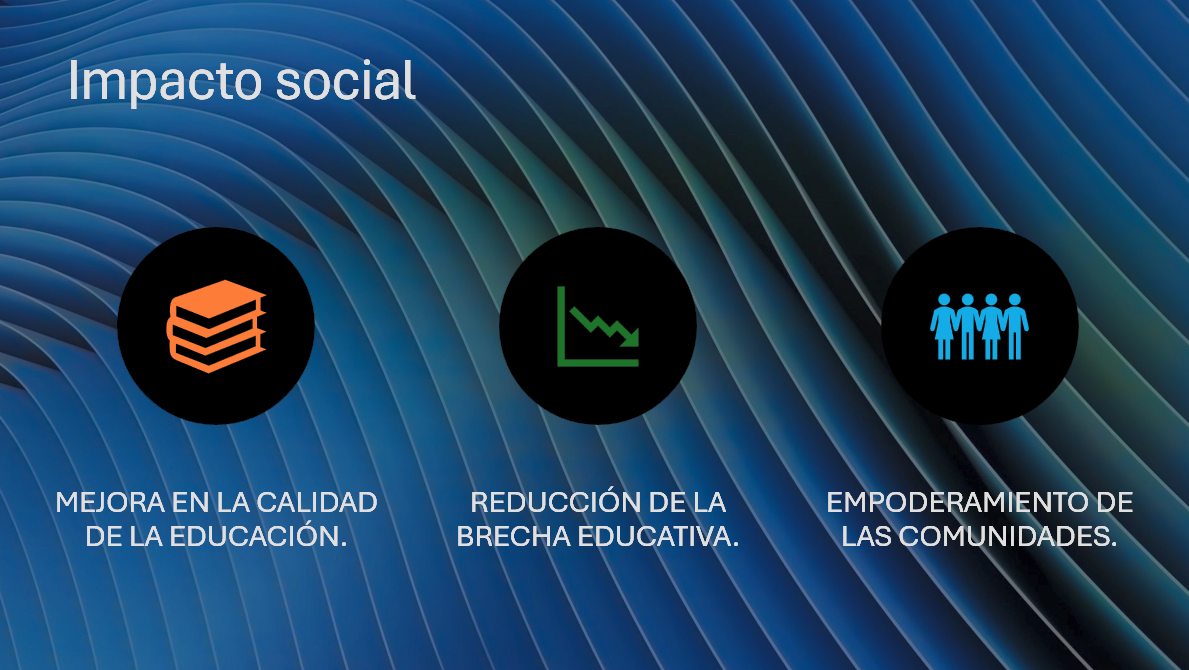 Impacto social
MEJORA EN LA CALIDAD
DE LA EDUCACIÓN.
REDUCCIÓN DE LA
BRECHA EDUCATIVA.
EMPODERAMIENTO DE
LAS COMUNIDADES.